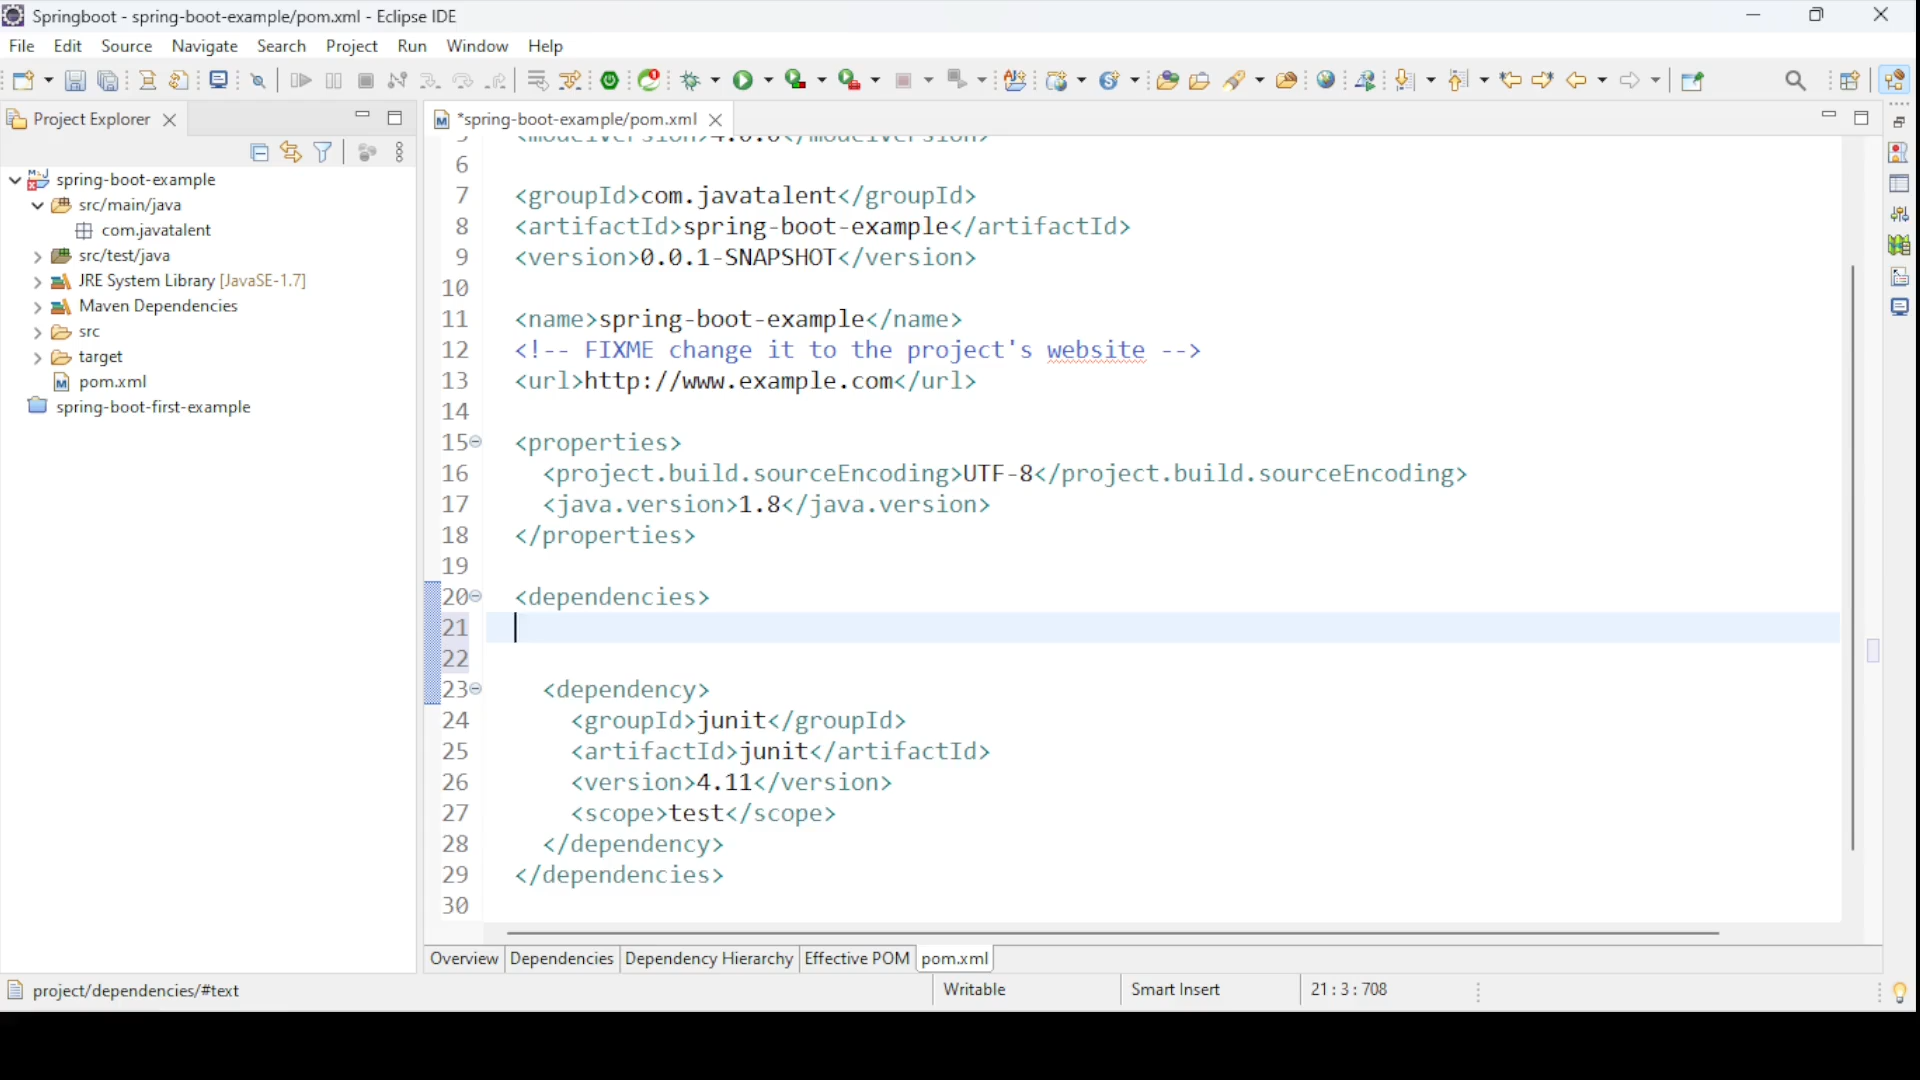 Springboot - spring-boot-example/pom.xml - Eclipse IDE
File Edit Source Navigate Search Project Run Window Help
Project Explorer
*spring-boot-example/pom.xml
spring-boot-example
src/main/java
com.javatalent
src/test/java
JRE System Library [JavaSE-1.7]
Maven Dependencies
src
target
pom.xml
spring-boot-first-example
6
7 <groupId>com.javatalent</groupId>
8 <artifactId>spring-boot-example</artifactId>
9 <version>0.0.1-SNAPSHOT</version>
10
11 <name>spring-boot-example</name>
12 <!-- FIXME change it to the project's website -->
13 <url>http://www.example.com</url>
14
15 <properties>
16 <project.build.sourceEncoding>UTF-8</project.build.sourceEncoding>
17 <java.version>1.8</java.version>
18 </properties>
19
20 <dependencies>
21
22
23 <dependency>
24 <groupId>junit</groupId>
25 <artifactId>junit</artifactId>
26 <version>4.11</version>
27 <scope>test</scope>
28 </dependency>
29 </dependencies>
30
Overview Dependencies Dependency Hierarchy Effective POM pom.xml
project/dependencies/#text Writable Smart Insert 21 : 3 : 708